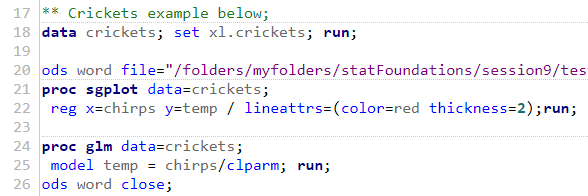 17 ** Crickets example below;
18 data crickets; set xl.crickets; run;
19
20 ods word file="/folders/myfolders/statFoundations/session9/tes
21 proc sgplot data=crickets;
22 reg x=chirps y=temp / lineattrs=(color=red thickness=2);run;
23
24 proc glm data=crickets;
25 model temp = chirps/clparm; run;
26 ods word close;